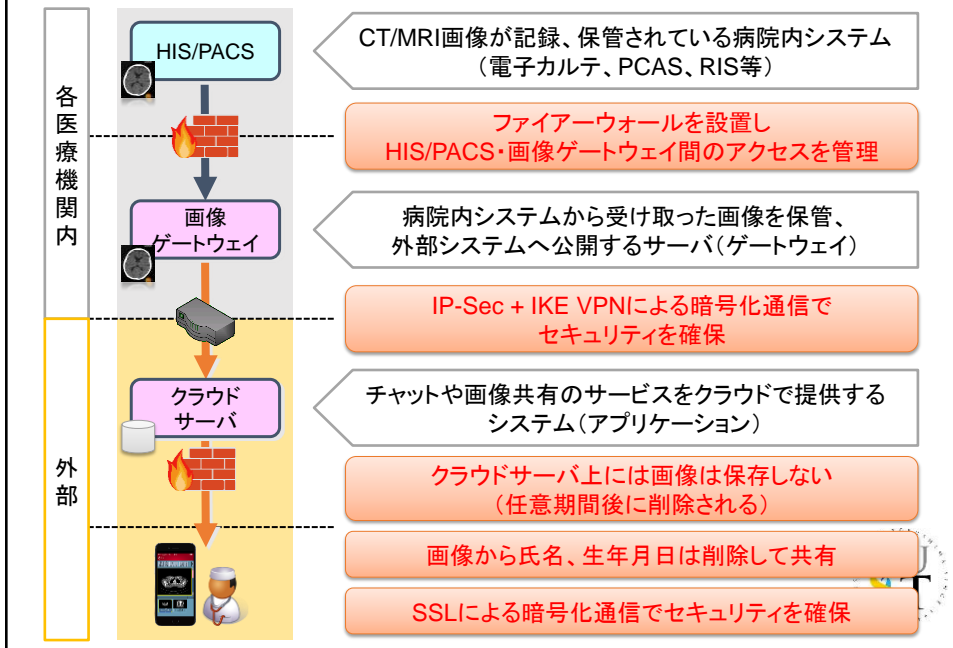 各医療機関内
HIS/PACS
CT/MRI画像が記録、保管されている病院内システム
（電子カルテ、PCAS、RIS等）
ファイアーウォールを設置し
HIS/PACS・画像ゲートウェイ間のアクセスを管理
画像
ゲートウェイ
病院内システムから受け取った画像を保管、
外部システムへ公開するサーバ（ゲートウェイ）
IP-Sec + IKE VPNによる暗号化通信で
セキュリティを確保
外部
クラウド
サーバ
チャットや画像共有のサービスをクラウドで提供する
システム（アプリケーション）
クラウドサーバ上には画像は保存しない
（任意期間後に削除される）
画像から氏名、生年月日は削除して共有
SSLによる暗号化通信でセキュリティを確保
U
T